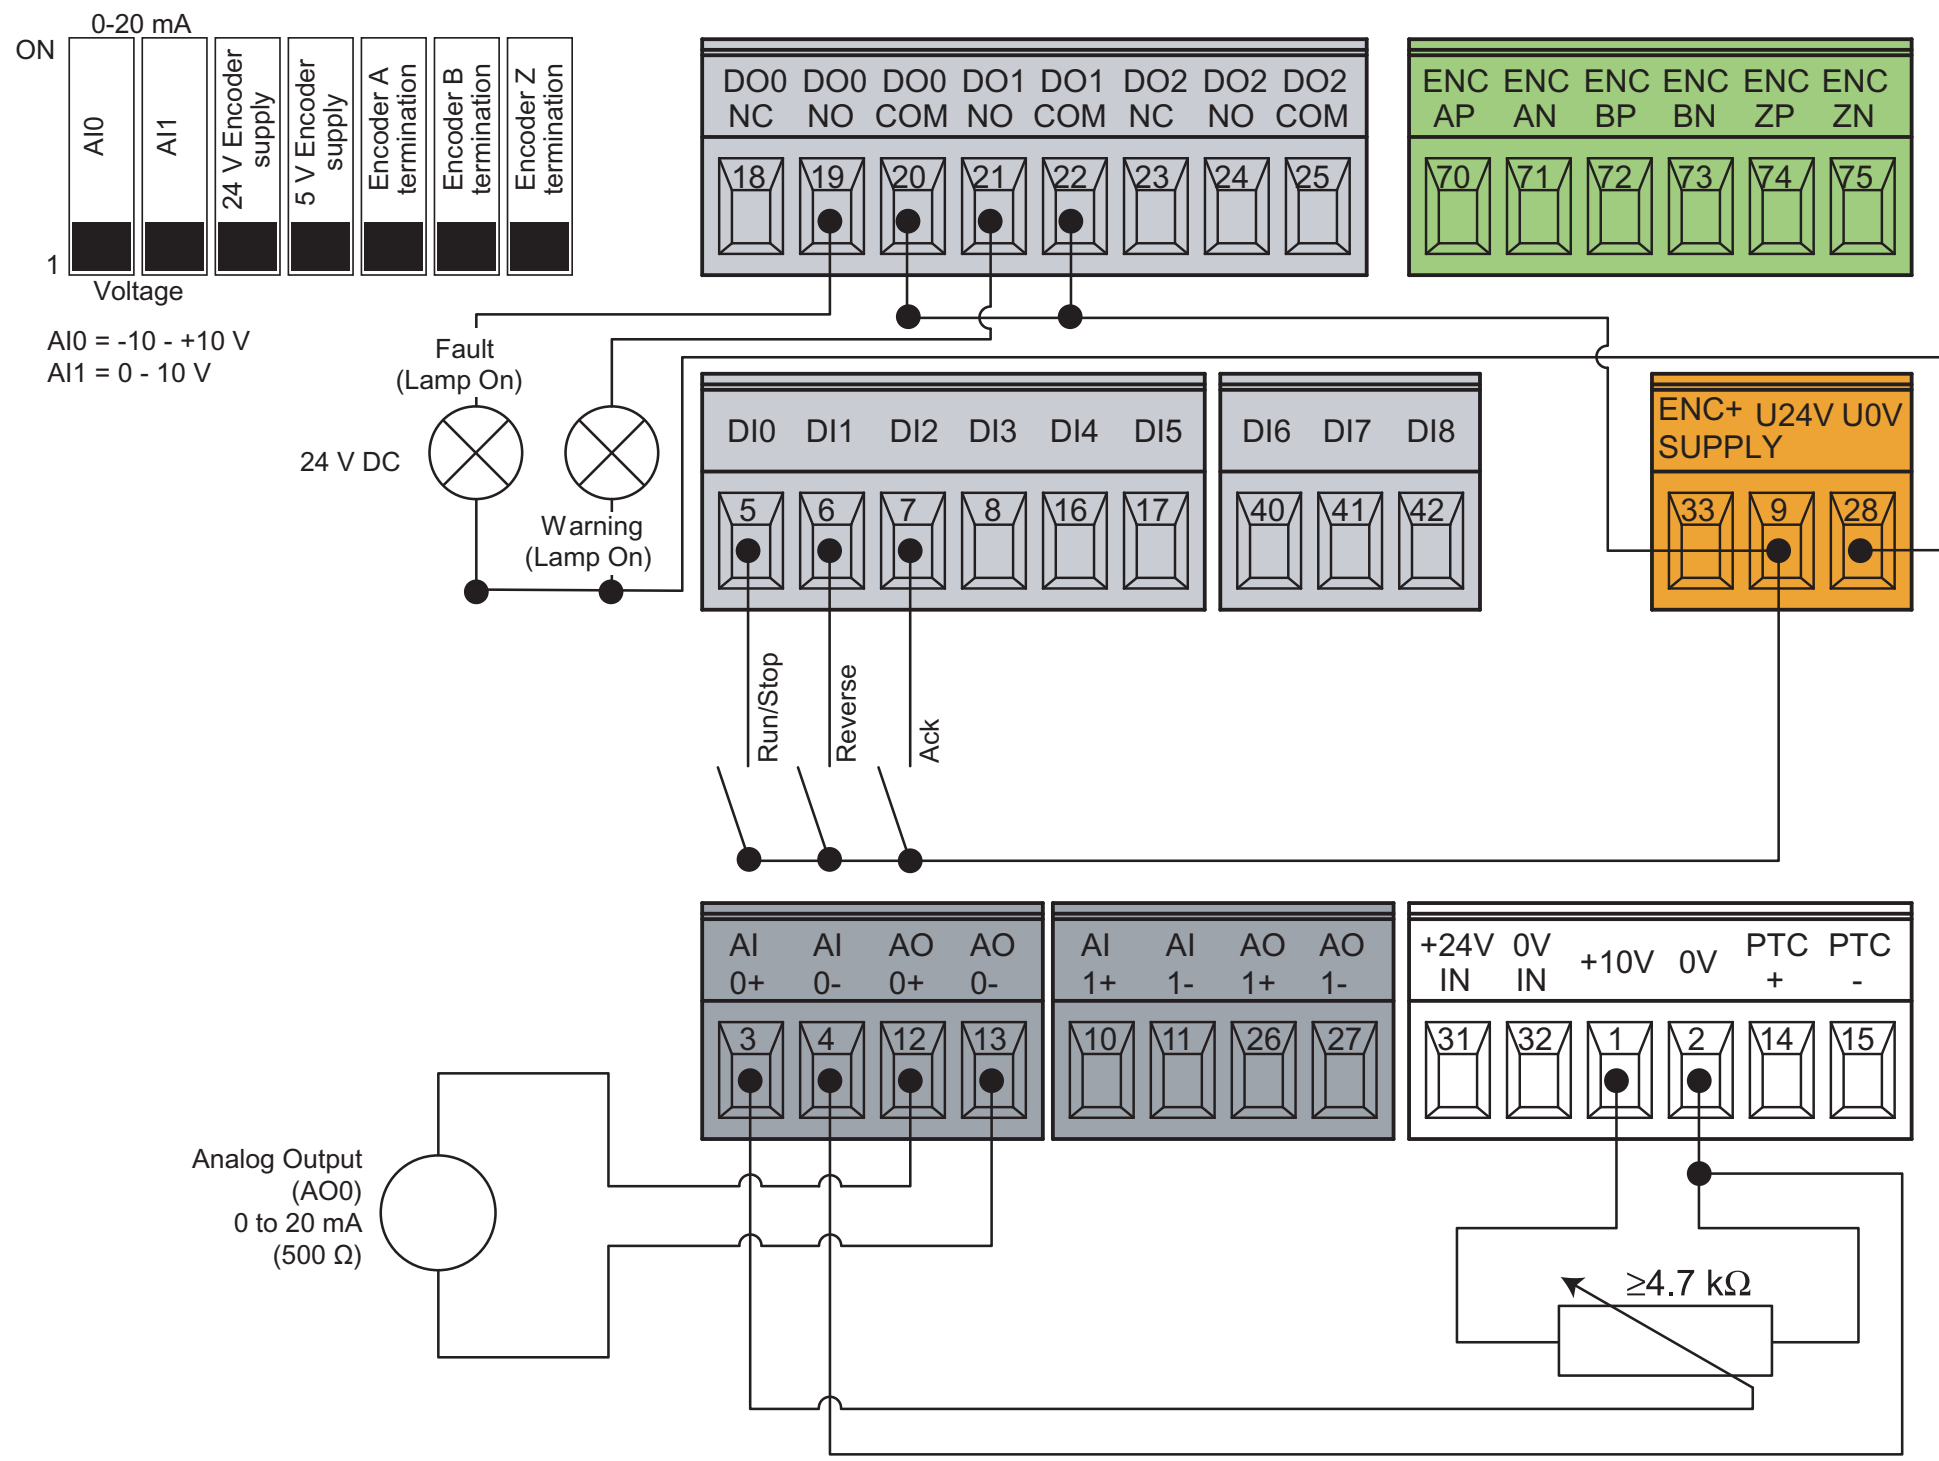 0-20 mA
ON
AI0
AI1
24 V Encoder
supply
5 V Encoder
supply
Encoder A
termination
Encoder B
termination
Encoder Z
termination
1
Voltage
AI0 = -10 - +10 V
AI1 = 0 - 10 V
DO0 DO0 DO0 DO1 DO1 DO2 DO2 DO2
NC NO COM NO COM NC NO COM
18 19 20 21 22 23 24 25
ENC ENC ENC ENC ENC ENC
AP AN BP BN ZP ZN
70 71 72 73 74 75
Fault
(Lamp On)
24 V DC
Warning
(Lamp On)
DI0 DI1 DI2 DI3 DI4 DI5
5 6 7 8 16 17
DI6 DI7 DI8
40 41 42
ENC+ U24V U0V
SUPPLY
33 9 28
Run/Stop
Reverse
Ack
AI AI AO AO
0+ 0- 0+ 0-
3 4 12 13
AI AI AO AO
1+ 1- 1+ 1-
10 11 26 27
+24V 0V +10V 0V PTC PTC
IN IN + -
31 32 1 2 14 15
Analog Output
(AO0)
0 to 20 mA
(500 Ω)
≥4.7 kΩ